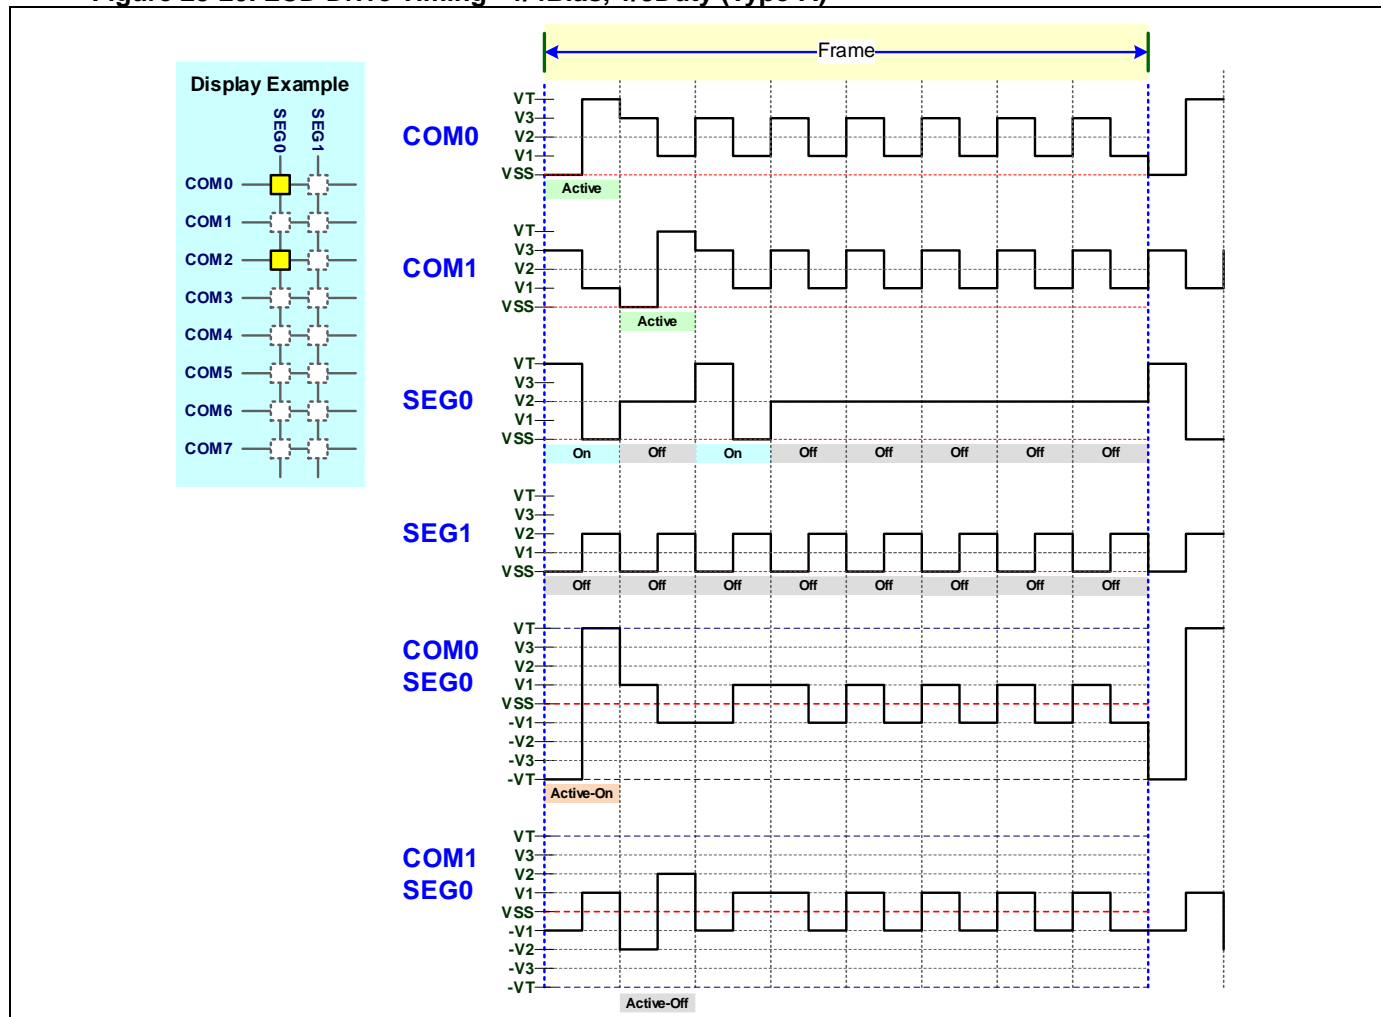 Frame
Display Example
SEG0
SEG1
COM0
COM1
COM2
COM3
COM4
COM5
COM6
COM7
COM0
VT
V3
V2
V1
VSS
Active
COM1
VT
V3
V2
V1
VSS
Active
SEG0
VT
V3
V2
V1
VSS
On Off On Off Off Off Off Off
SEG1
VT
V3
V2
V1
VSS
Off Off Off Off Off Off Off Off
COM0
SEG0
VT
V3
V2
V1
VSS
-V1
-V2
-V3
-VT
Active-On
COM1
SEG0
VT
V3
V2
V1
VSS
-V1
-V2
-V3
-VT
Active-Off